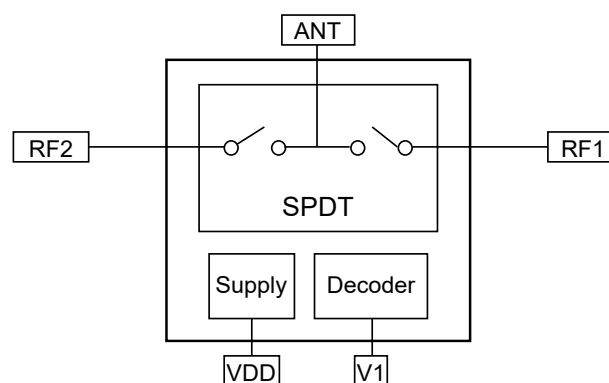 ANT
RF2
RF1
SPDT
Supply
Decoder
VDD
V1